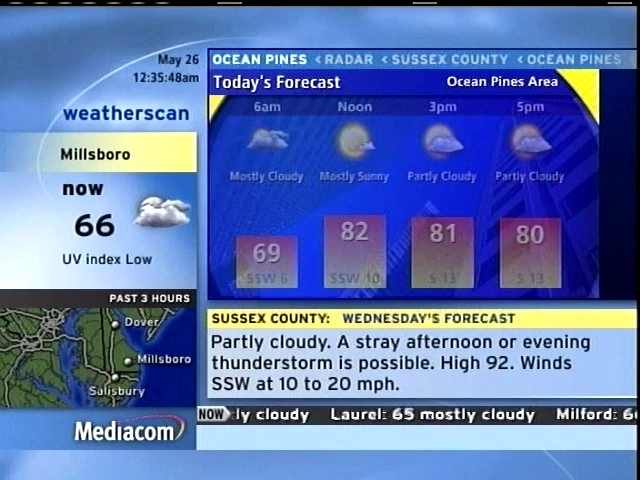 May 26
12:35:48am
OCEAN PINES < RADAR < SUSSEX COUNTY < OCEAN PINES
Today's Forecast
Ocean Pines Area
weatherscan
Millsboro
now
66
UV index Low
6am Noon 3pm 5pm
Mostly Cloudy Mostly Sunny Partly Cloudy Partly Cloudy
69 82 81 80
SSW 6 SSW 10 S 13 S 13
PAST 3 HOURS
Dover
Millsboro
Salisbury
SUSSEX COUNTY: WEDNESDAY'S FORECAST
Partly cloudy. A stray afternoon or evening
thunderstorm is possible. High 92. Winds
SSW at 10 to 20 mph.
Mediacom
NOW ly cloudy Laurel: 65 mostly cloudy Milford: 6